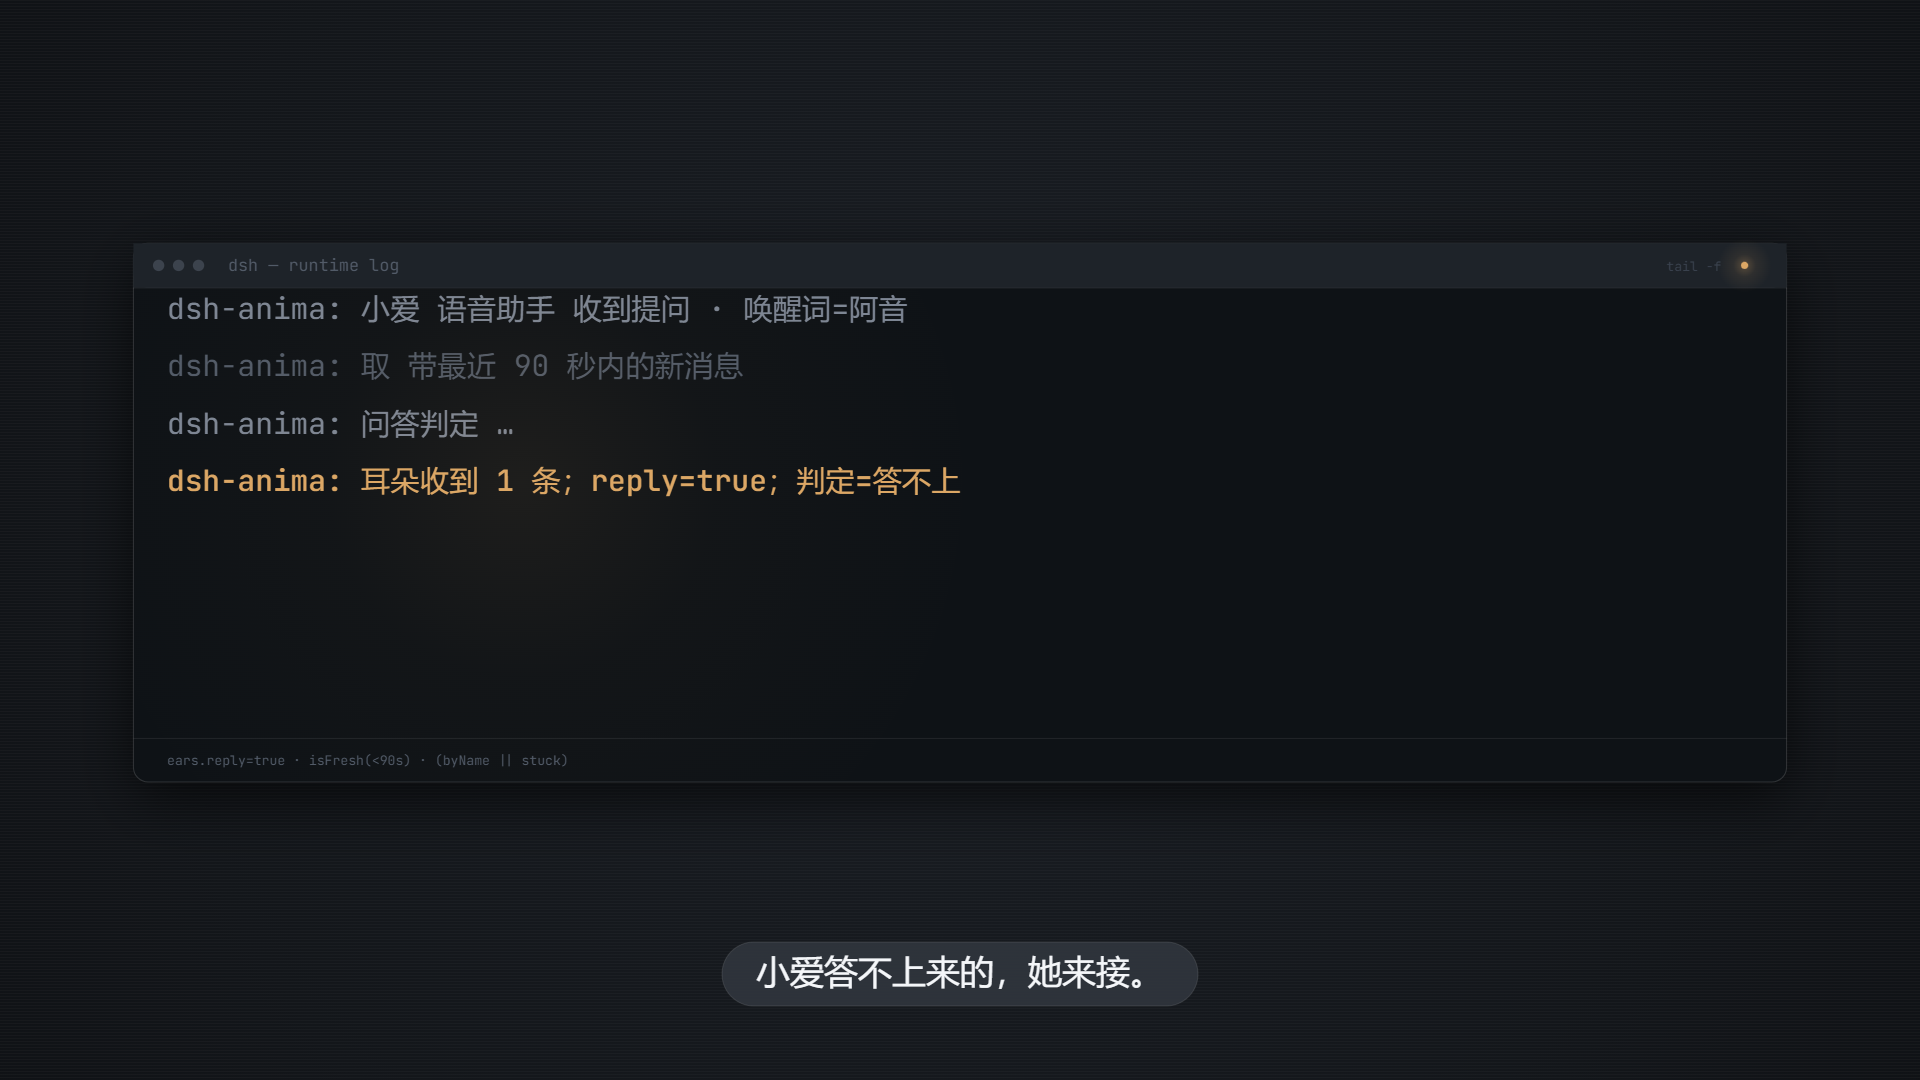 dsh — runtime log
tail -f
dsh-anima: 小爱 语音助手 收到提问 · 唤醒词=阿音
dsh-anima: 取 带最近 90 秒内的新消息
dsh-anima: 问答判定 …
dsh-anima: 耳朵收到 1 条；reply=true；判定=答不上
ears.reply=true · isFresh(<90s) · (byName || stuck)
小爱答不上来的，她来接。